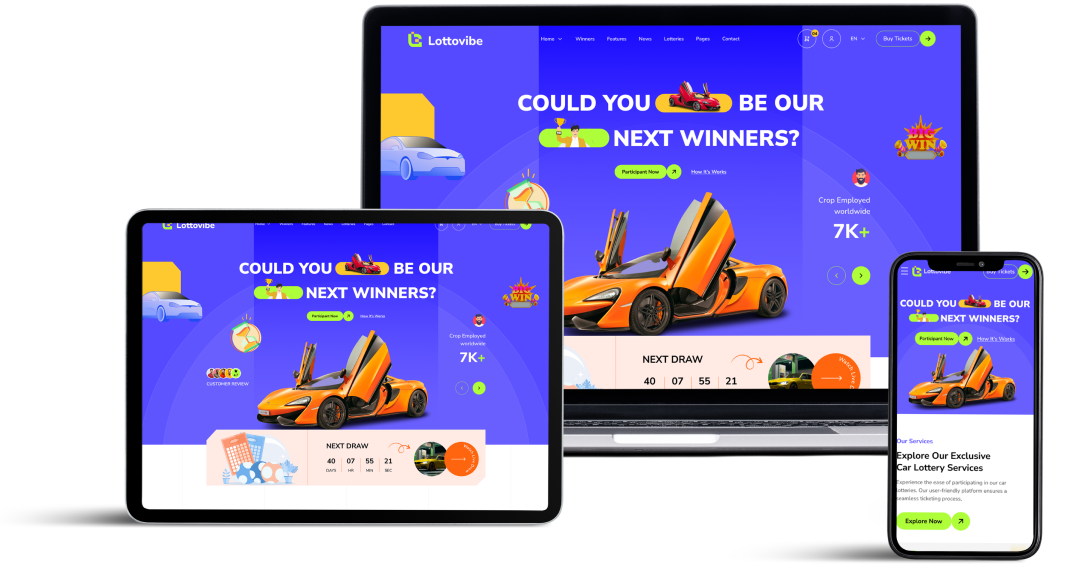 Lottovibe
Home Winners Features News Lotteries Pages Contact
04
EN
Buy Tickets
COULD YOU BE OUR
NEXT WINNERS?
Participant Now
How It's Works
BIG
WIN
Crop Employed
worldwide
7K+
NEXT DRAW
40 07 55 21
Lottovibe
Home Winners Features News Lotteries Pages Contact
Buy Tickets
COULD YOU BE OUR
NEXT WINNERS?
Participant Now
How It's Works
BIG
WIN
Crop Employed
worldwide
7K+
CUSTOMER REVIEW
NEXT DRAW
40 07 55 21
DAYS HR MIN SEC
Lottovibe
Buy Tickets
COULD YOU BE OUR
NEXT WINNERS?
Participant Now
How It's Works
Our Services
Explore Our Exclusive
Car Lottery Services
Experience the ease of participating in our car
lotteries. Our user-friendly platform ensures a
seamless ticketing process.
Explore Now